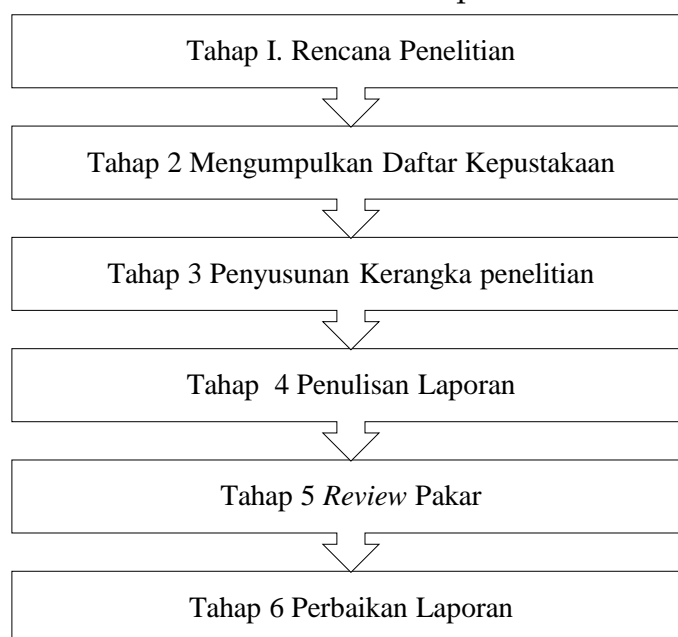 Tahap I. Rencana Penelitian
Tahap 2 Mengumpulkan Daftar Kepustakaan
Tahap 3 Penyusunan Kerangka penelitian
Tahap 4 Penulisan Laporan
Tahap 5 Review Pakar
Tahap 6 Perbaikan Laporan